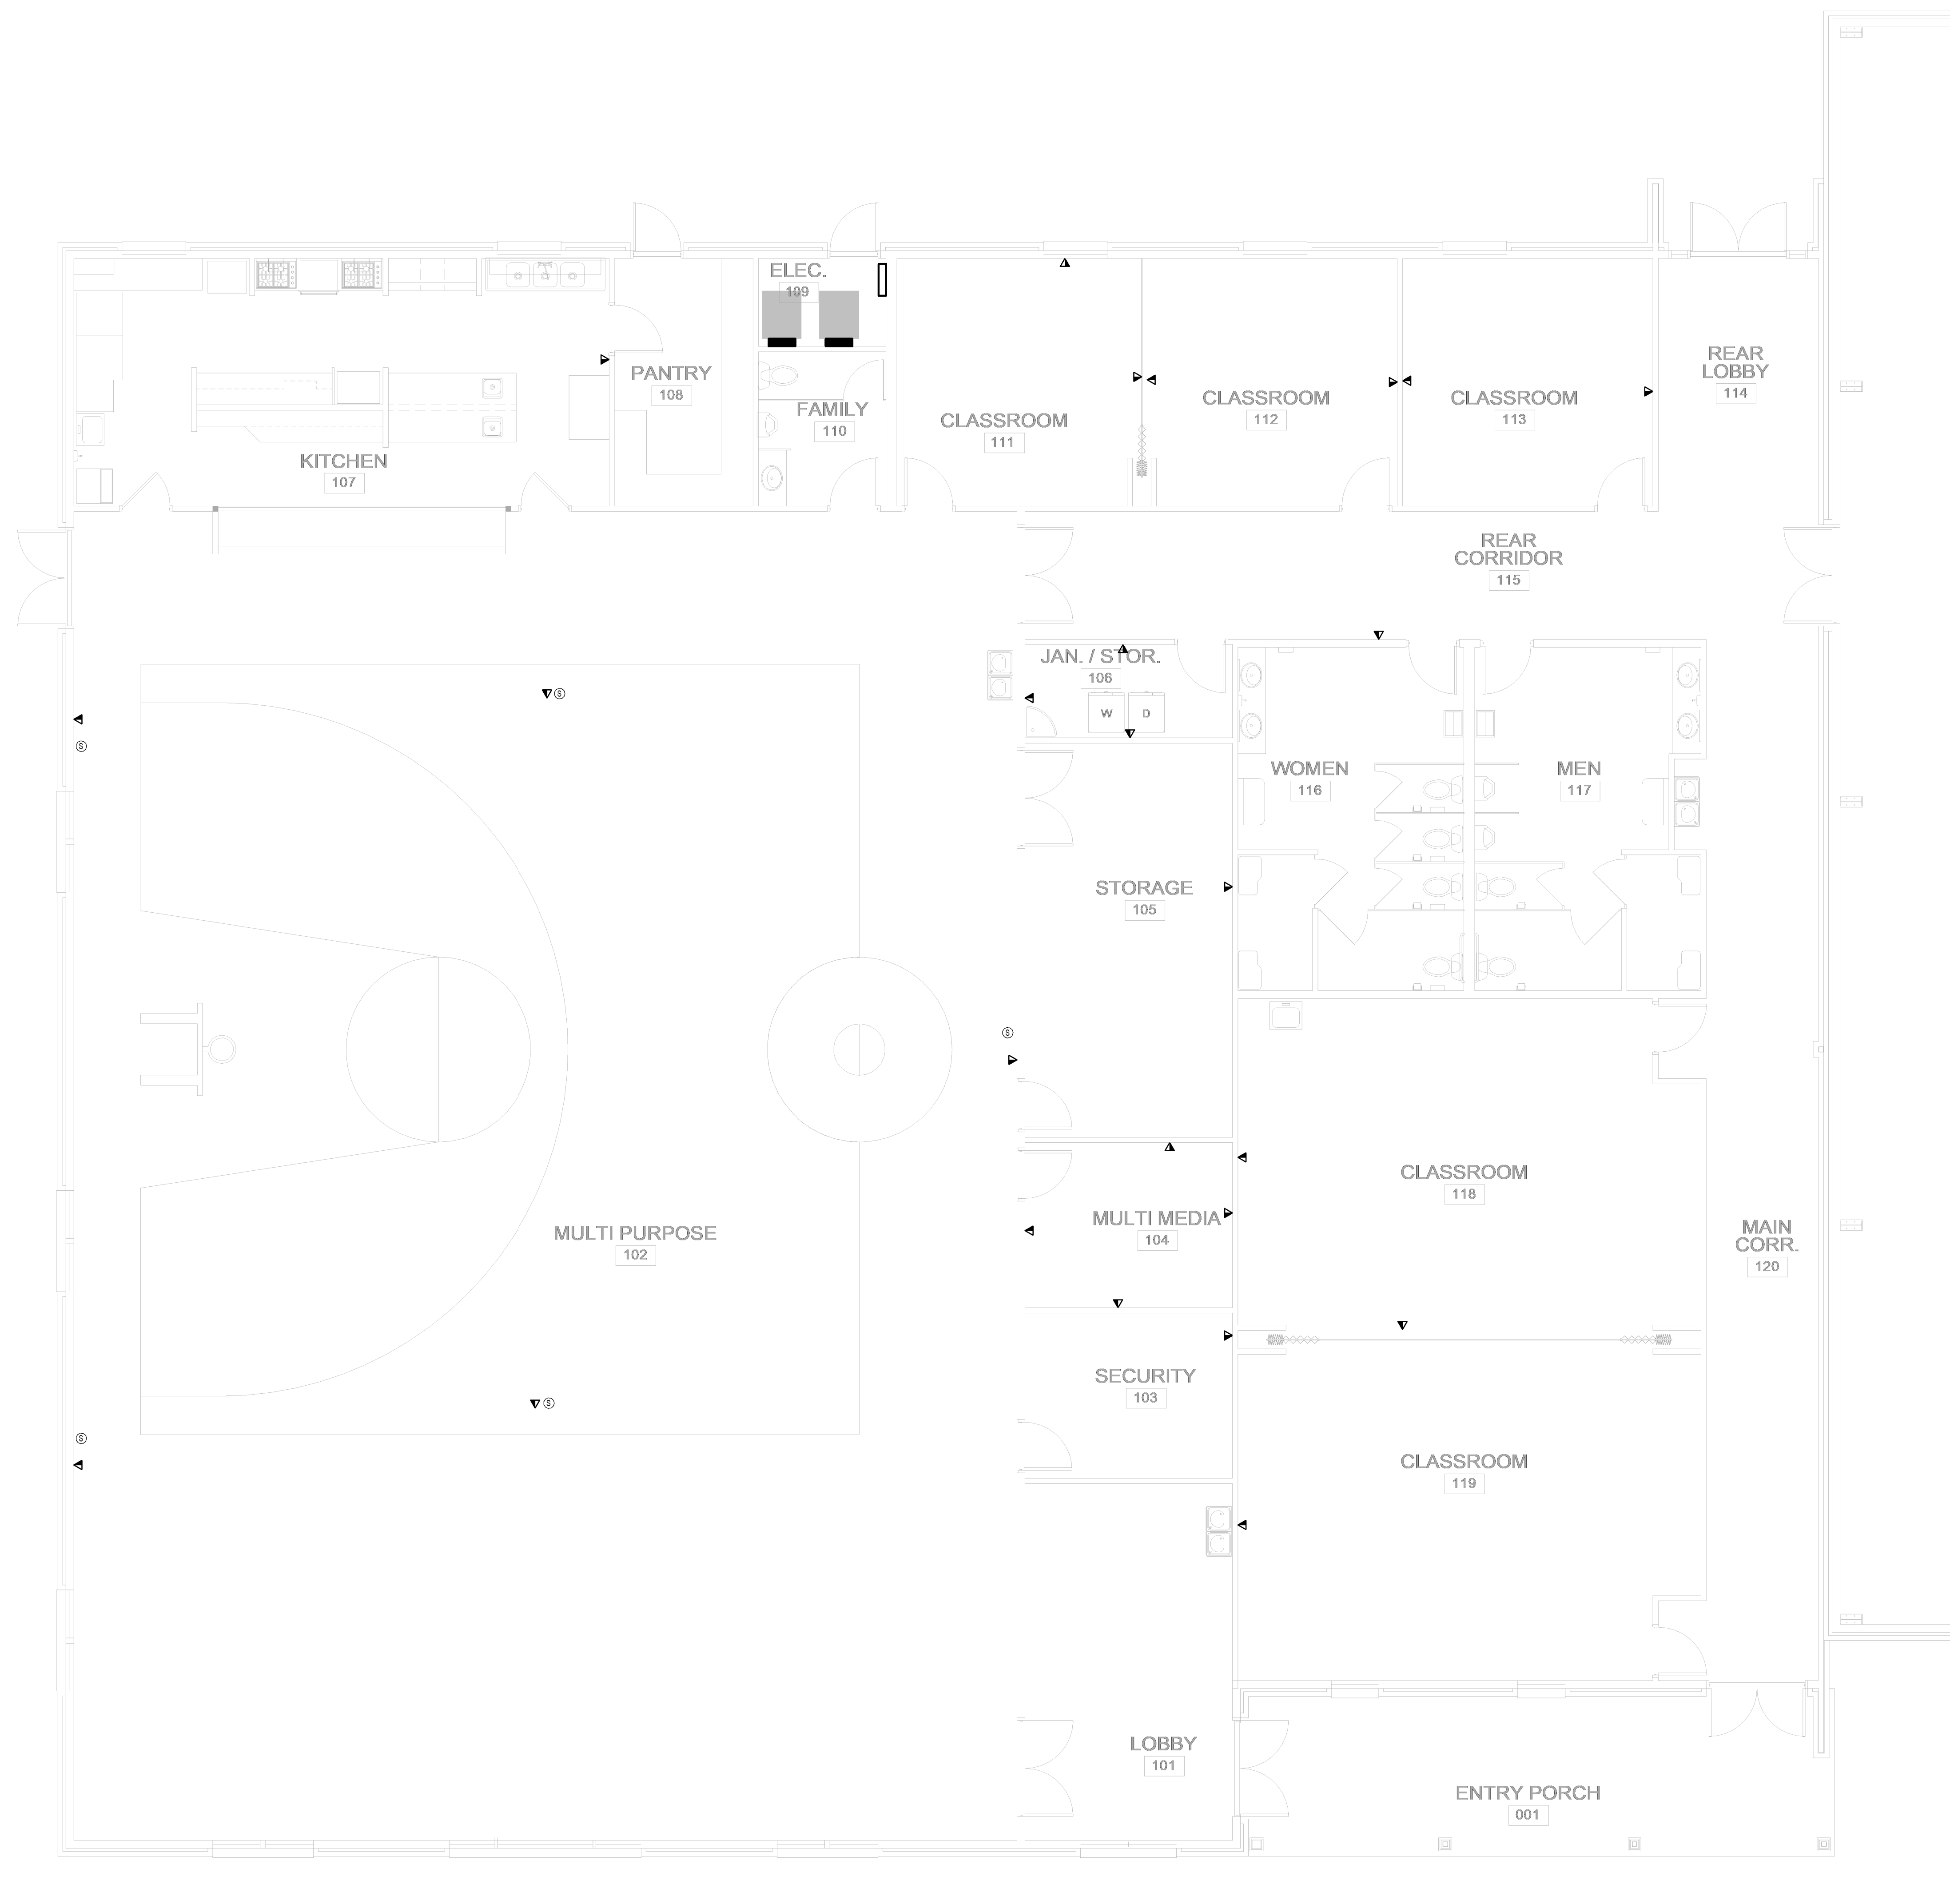 ELEC.
109
REAR
LOBBY
114
PANTRY
108
FAMILY
110
CLASSROOM
111
CLASSROOM
112
CLASSROOM
113
KITCHEN
107
REAR
CORRIDOR
115
JAN. / STOR.
106
W
D
S
S
WOMEN
116
MEN
117
STORAGE
105
S
CLASSROOM
118
MULTI MEDIA
104
MULTI PURPOSE
102
MAIN
CORR.
120
SECURITY
103
S
S
CLASSROOM
119
LOBBY
101
ENTRY PORCH
001